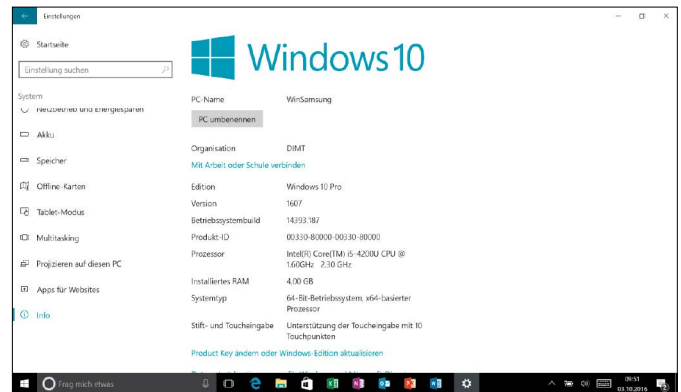 Einstellungen
Startseite
Einstellung suchen
System
Netzbetrieb und Energiesparen
Akku
Speicher
Offline-Karten
Tablet-Modus
Multitasking
Projizieren auf diesen PC
Apps für Websites
Info
Windows 10
PC-Name WinSamsung
PC umbenennen
Organisation DIMT
Mit Arbeit oder Schule verbinden
Edition Windows 10 Pro
Version 1607
Betriebssystembuild 14393.187
Produkt-ID 00330-80000-00330-80000
Prozessor Intel(R) Core(TM) i5-4200U CPU @
1.60GHz 2.30 GHz
Installiertes RAM 4,00 GB
Systemtyp 64-Bit-Betriebssystem, x64-basierter
Prozessor
Stift- und Toucheingabe Unterstützung der Toucheingabe mit 10
Touchpunkten
Product Key ändern oder Windows-Edition aktualisieren
Frag mich etwas
09:51
03.10.2016